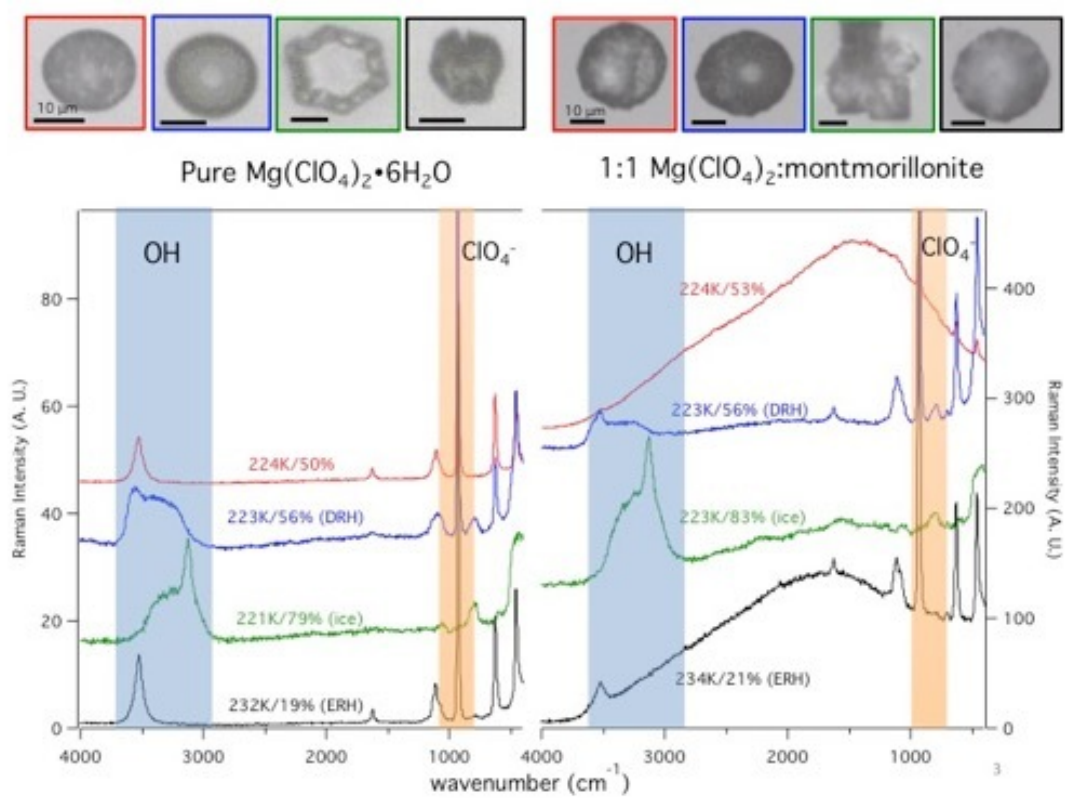 10 µm
10 µm
Pure Mg(ClO₄)₂•6H₂O
1:1 Mg(ClO₄)₂:montmorillonite
OH
ClO₄⁻
80
60
40
20
0
Raman Intensity (A. U.)
224K/50%
223K/56% (DRH)
221K/79% (ice)
232K/19% (ERH)
4000
3000
2000
1000
OH
ClO₄⁻
224K/53%
223K/56% (DRH)
223K/83% (ice)
234K/21% (ERH)
400
300
200
100
0
Raman Intensity (A. U.)
4000
3000
2000
1000
wavenumber (cm⁻¹)
3